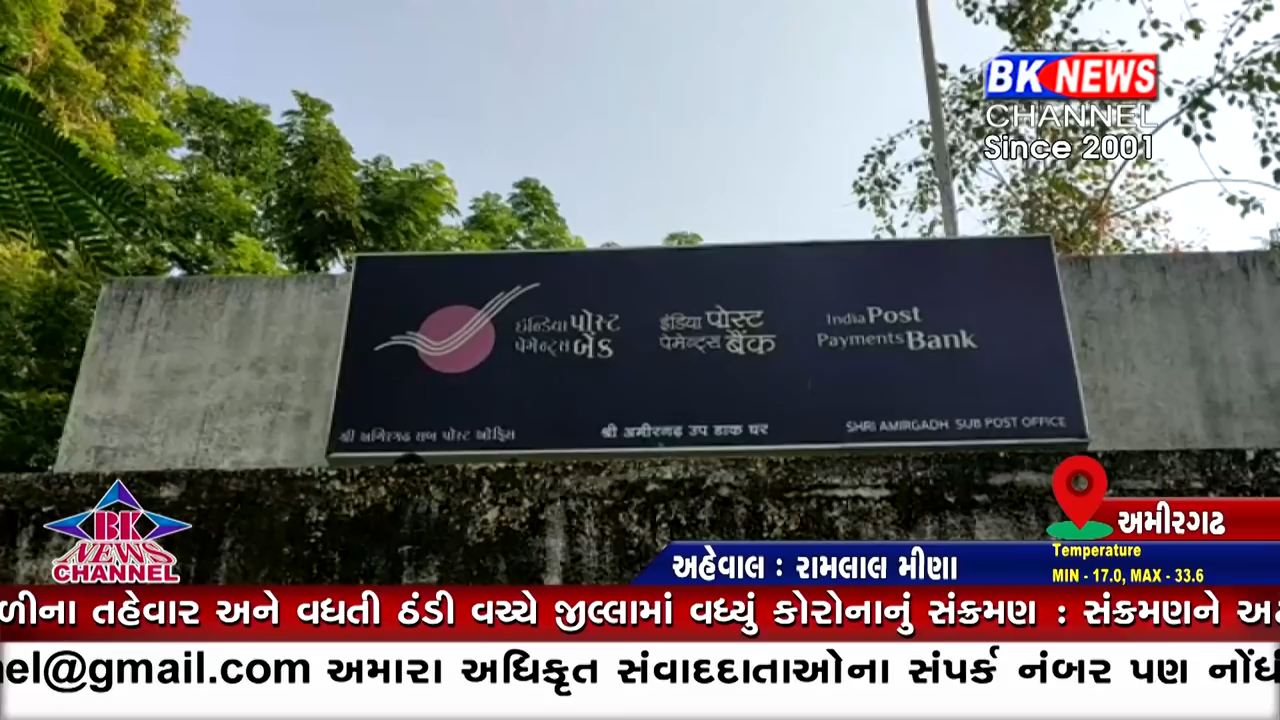 BK NEWS
CHANNEL
Since 2001
ઇન્ડિયા પોસ્ટ
પેમેન્ટ્સ બેંક
इंडिया पोस्ट
पेमेन्ट्स बैंक
India Post
Payments Bank
શ્રી અમિરગઢ સબ પોસ્ટ ઓફિસ
श्री अमीरगढ़ उप डाक घर
SHRI AMIRGADH SUB POST OFFICE
અમીરગઢ
BK
NEWS
CHANNEL
અહેવાલ : રામલાલ મીણા
Temperature
MIN - 17.0, MAX - 33.6
ળીના તહેવાર અને વધતી ઠંડી વચ્ચે જીલ્લામાં વધ્યું કોરોનાનું સંક્રમણ : સંક્રમણને
nel@gmail.com અમારા અધિકૃત સંવાદદાતાઓના સંપર્ક નંબર પણ નોંધી